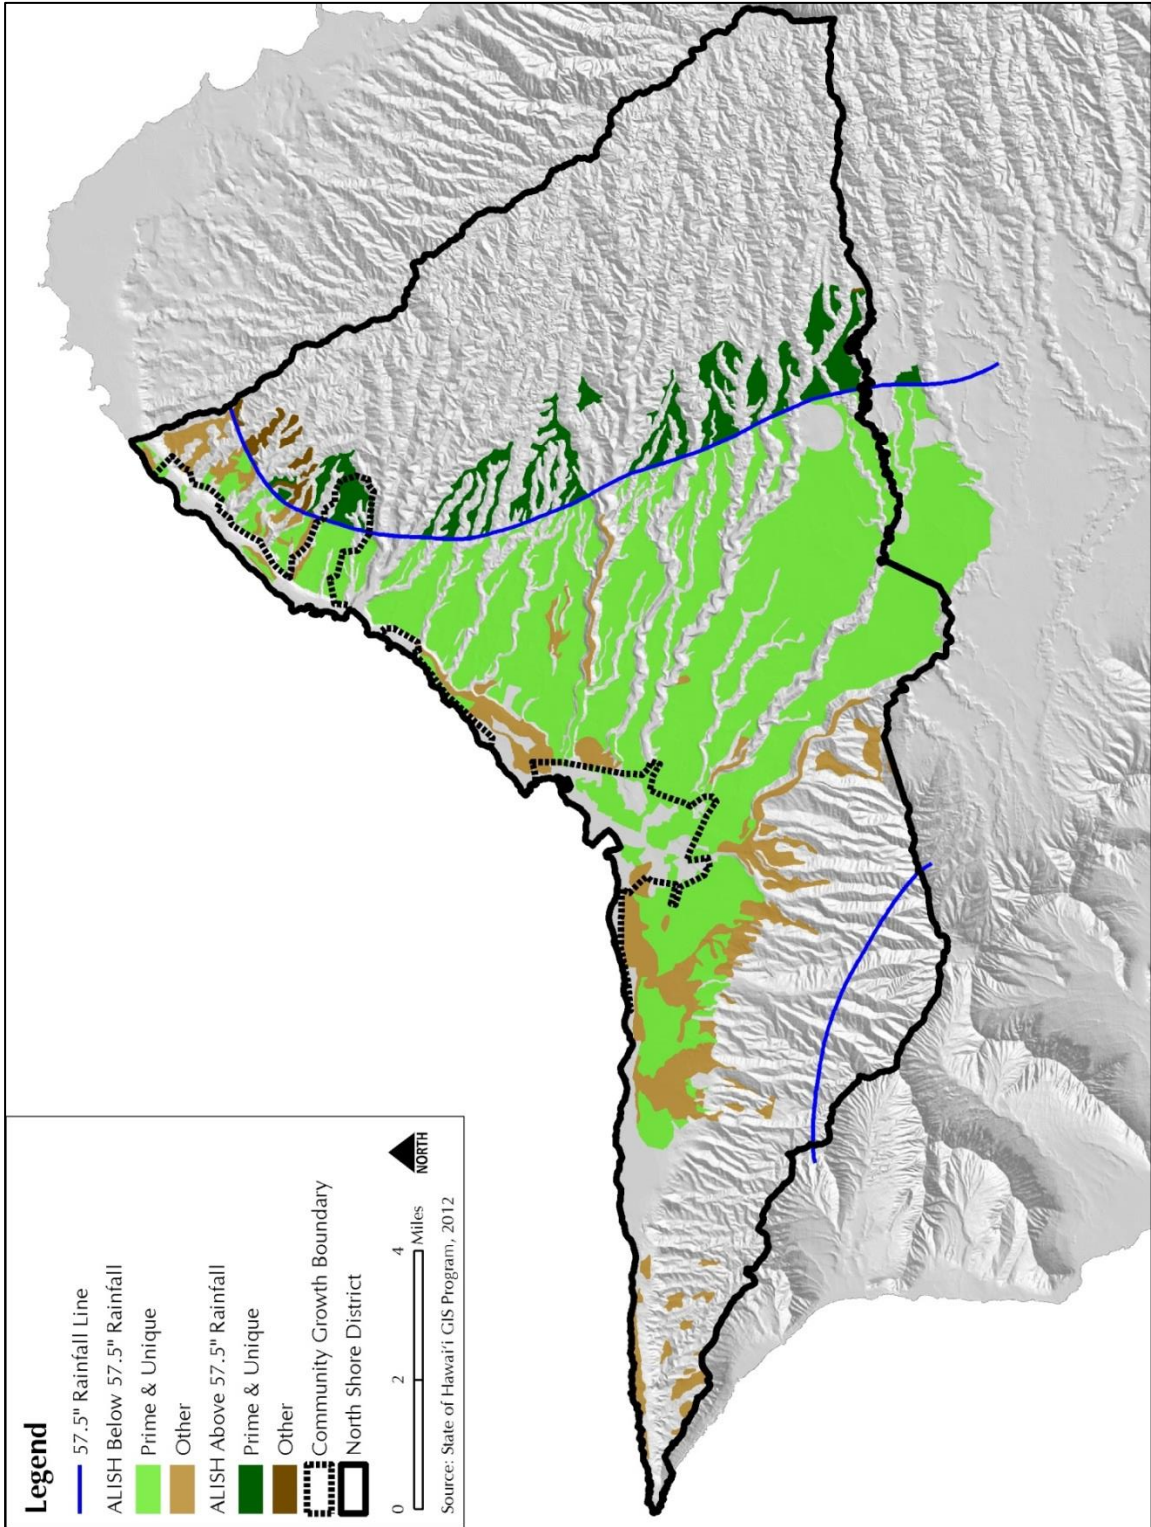 Legend
57.5" Rainfall Line
ALISH Below 57.5" Rainfall
Prime & Unique
Other
ALISH Above 57.5" Rainfall
Prime & Unique
Other
Community Growth Boundary
North Shore District
0 2 4
Miles
NORTH
Source: State of Hawai‘i GIS Program, 2012